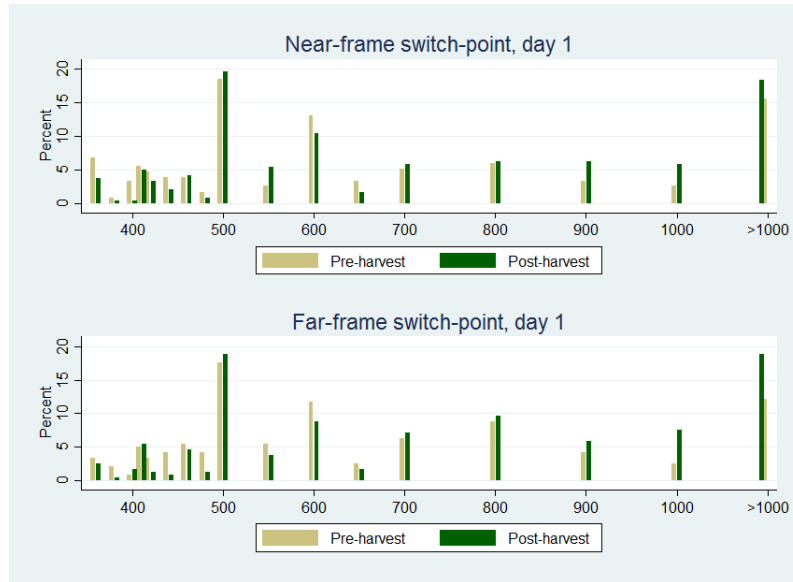 Near-frame switch-point, day 1
Percent
20
15
10
5
0
400 500 600 700 800 900 1000 >1000
Pre-harvest Post-harvest
Far-frame switch-point, day 1
Percent
20
15
10
5
0
400 500 600 700 800 900 1000 >1000
Pre-harvest Post-harvest